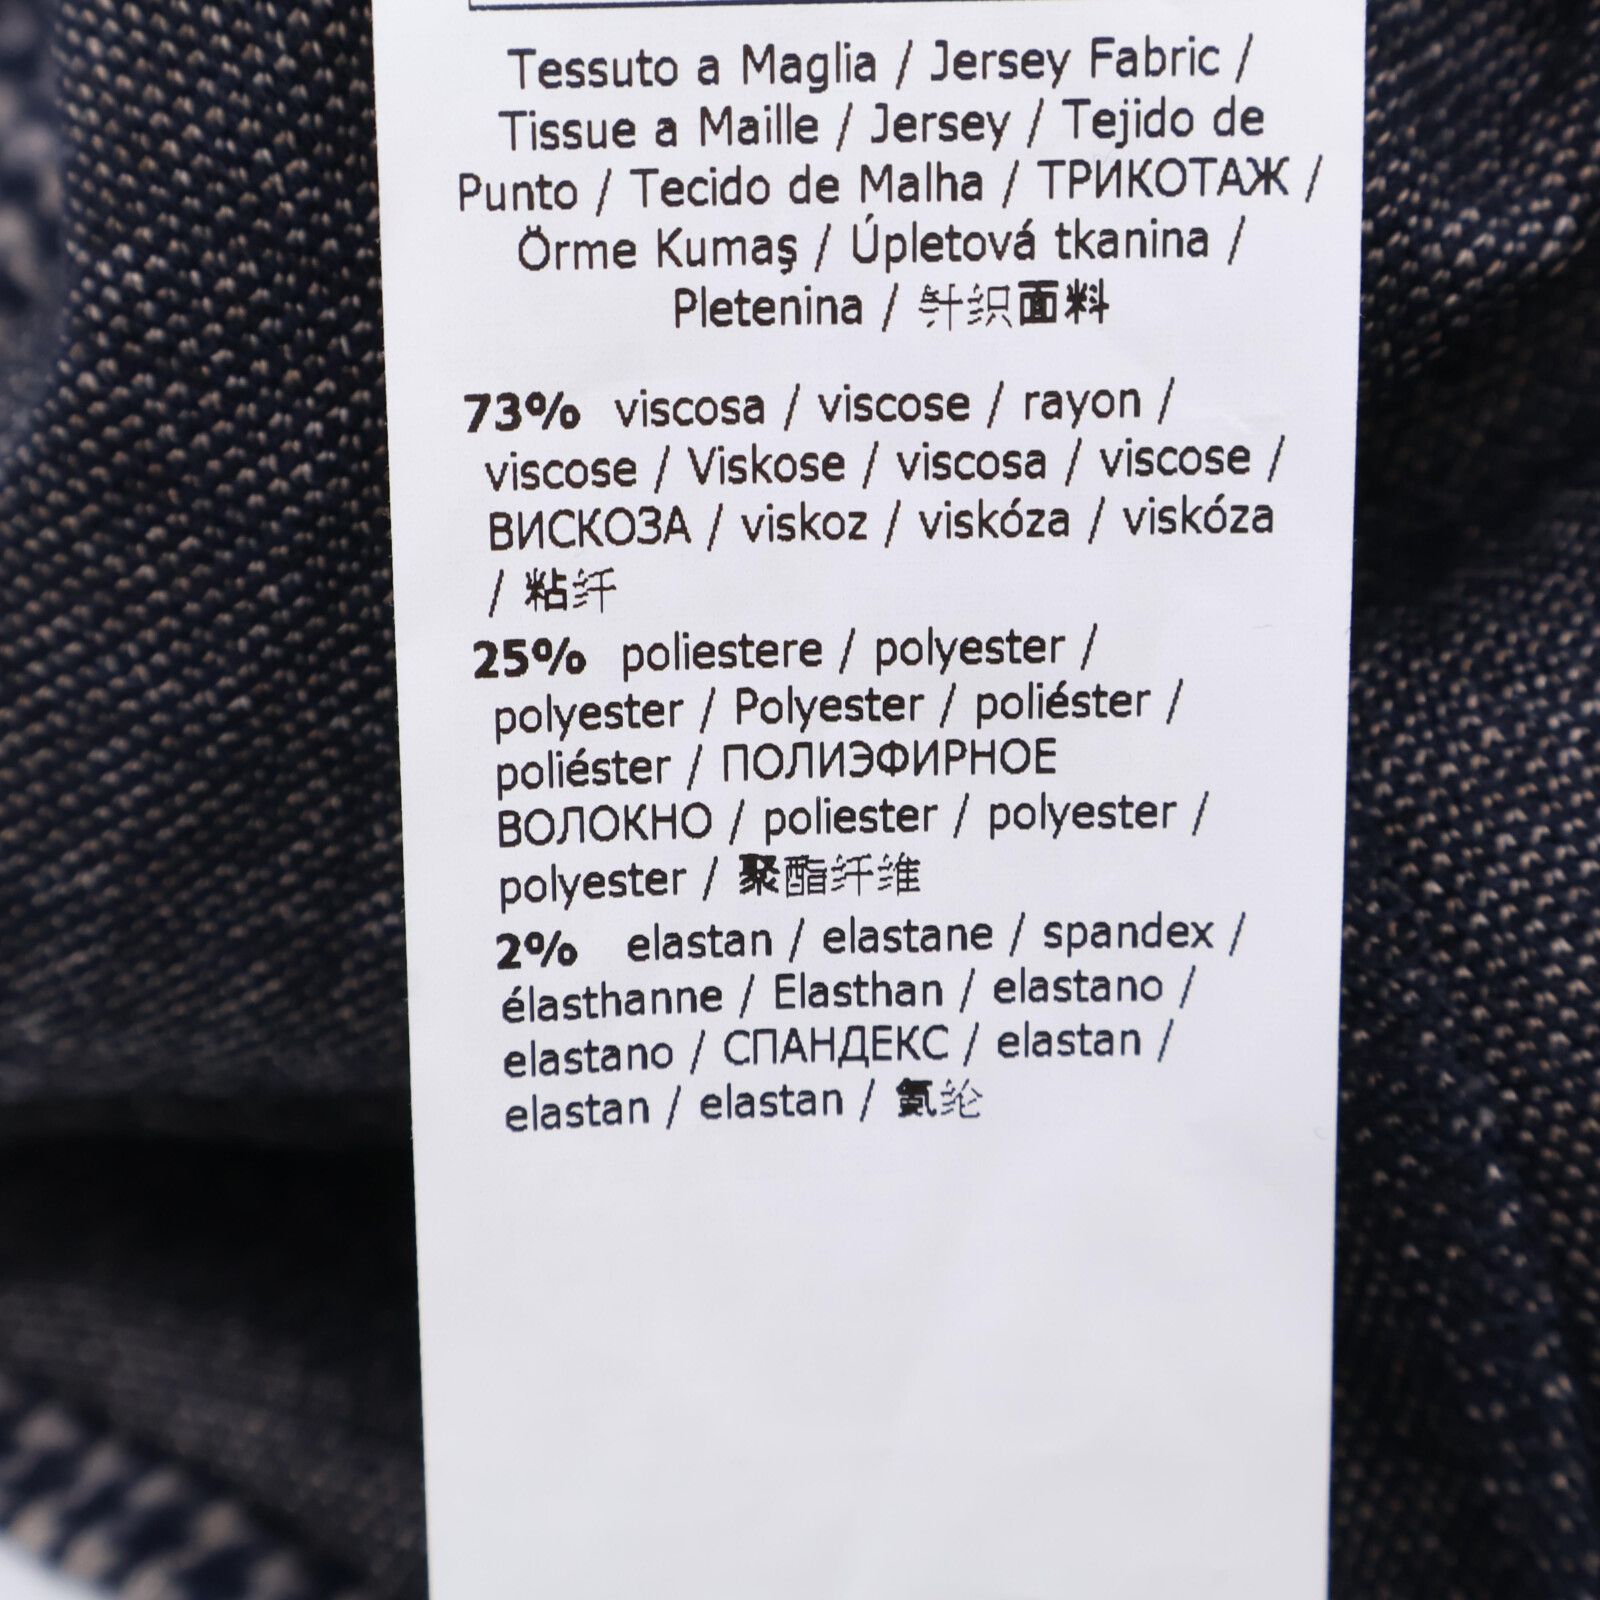 Tessuto a Maglia / Jersey Fabric /
Tissue a Maille / Jersey / Tejido de
Punto / Tecido de Malha / ТРИКОТАЖ /
Örme Kumaş / Úpletová tkanina /
Pletenina / 针织面料
73% viscosa / viscose / rayon /
viscose / Viskose / viscosa / viscose /
ВИСКОЗА / viskoz / viskóza / viskóza
/ 粘纤
25% poliestere / polyester /
polyester / Polyester / poliéster /
poliéster / ПОЛИЭФИРНОЕ
ВОЛОКНО / poliester / polyester /
polyester / 聚酯纤维
2% elastan / elastane / spandex /
élasthanne / Elasthan / elastano /
elastano / СПАНДЕКС / elastan /
elastan / elastan / 氨纶